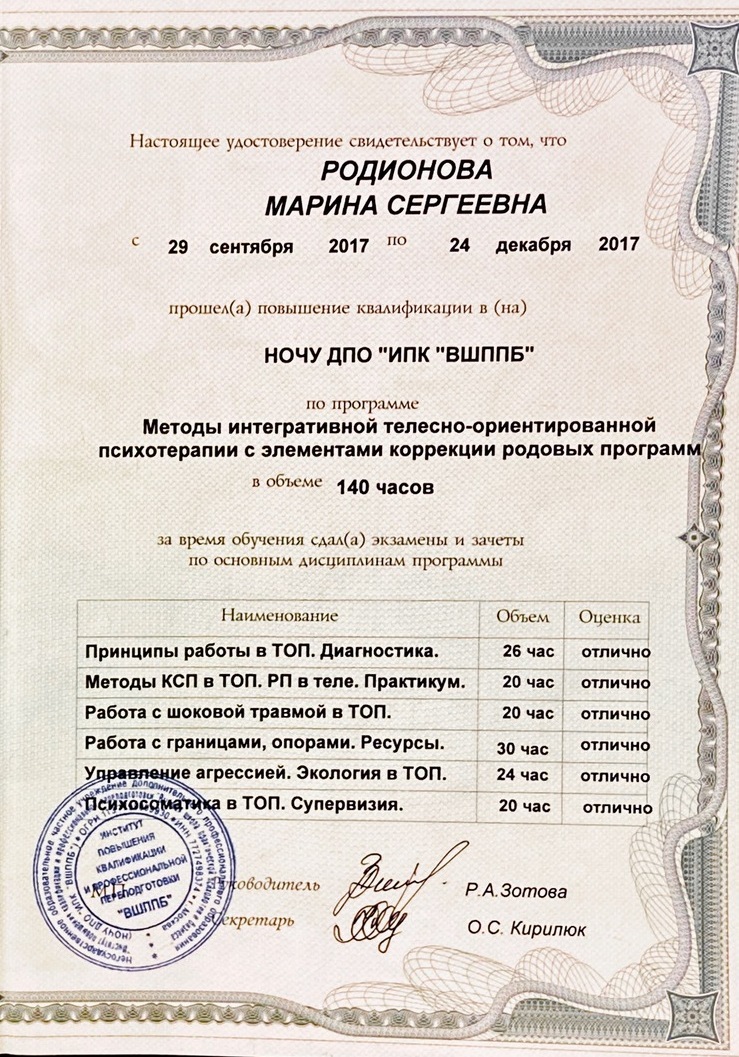 Настоящее удостоверение свидетельствует о том, что
РОДИОНОВА
МАРИНА СЕРГЕЕВНА
с 29 сентября 2017 по 24 декабря 2017
прошел(а) повышение квалификации в (на)
НОЧУ ДПО "ИПК "ВШППБ"
по программе
Методы интегративной телесно-ориентированной
психотерапии с элементами коррекции родовых программ
в объеме 140 часов
за время обучения сдал(а) экзамены и зачеты
по основным дисциплинам программы
Наименование Объем Оценка
Принципы работы в ТОП. Диагностика. 26 час отлично
Методы КСП в ТОП. РП в теле. Практикум. 20 час отлично
Работа с шоковой травмой в ТОП. 20 час отлично
Работа с границами, опорами. Ресурсы. 30 час отлично
Управление агрессией. Экология в ТОП. 24 час отлично
Психосоматика в ТОП. Супервизия. 20 час отлично
ИНСТИТУТ
ПОВЫШЕНИЯ
КВАЛИФИКАЦИИ
И ПРОФЕССИОНАЛЬНОЙ
ПЕРЕПОДГОТОВКИ
"ВШППБ"
М.П.
Руководитель Р.А.Зотова
Секретарь О.С. Кирилюк